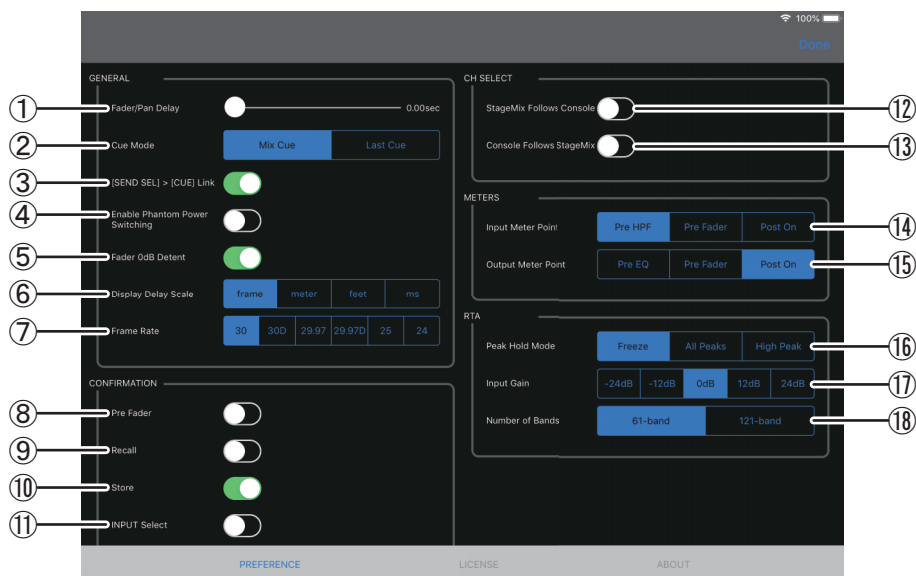 100%
Done
GENERAL
① Fader/Pan Delay 0.00sec
② Cue Mode Mix Cue Last Cue
③ [SEND SEL] > [CUE] Link
④ Enable Phantom Power
Switching
⑤ Fader 0dB Detent
⑥ Display Delay Scale frame meter feet ms
⑦ Frame Rate 30 30D 29.97 29.97D 25 24
CONFIRMATION
⑧ Pre Fader
⑨ Recall
⑩ Store
⑪ INPUT Select
CH SELECT
StageMix Follows Console ⑫
Console Follows StageMix ⑬
METERS
Input Meter Point Pre HPF Pre Fader Post On ⑭
Output Meter Point Pre EQ Pre Fader Post On ⑮
RTA
Peak Hold Mode Freeze All Peaks High Peak ⑯
Input Gain -24dB -12dB 0dB 12dB 24dB ⑰
Number of Bands 61-band 121-band ⑱
PREFERENCE LICENSE ABOUT